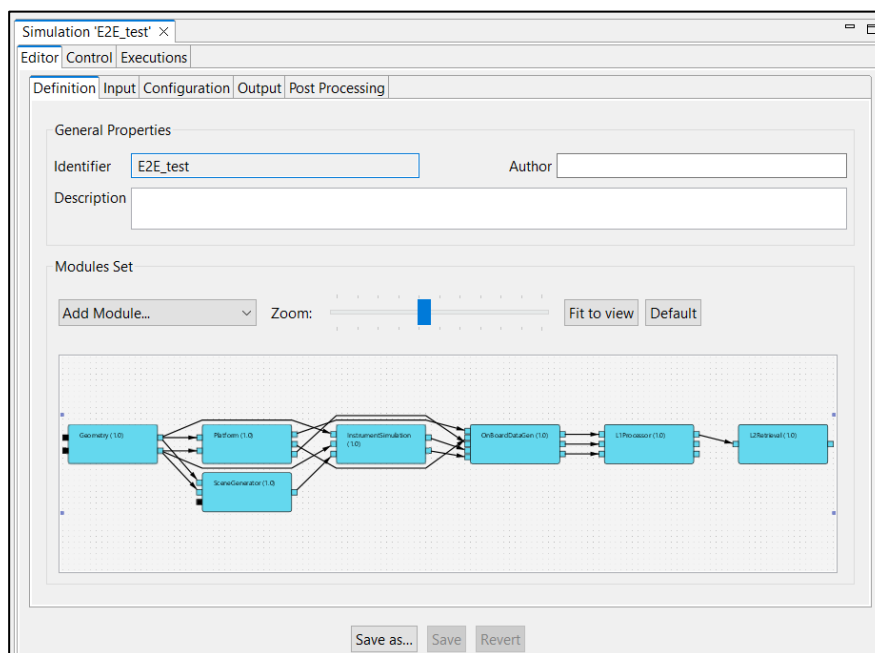 Simulation 'E2E_test'
Editor Control Executions
Definition Input Configuration Output Post Processing
General Properties
Identifier E2E_test Author
Description
Modules Set
Add Module... Zoom: Fit to view Default
Geometry (1.0) Platform (1.0) InstrumentSimulation (1.0) OnBoardDataGen (1.0) L1Processor (1.0) L2Retrieval (1.0)
SceneGenerator (1.0)
Save as... Save Revert